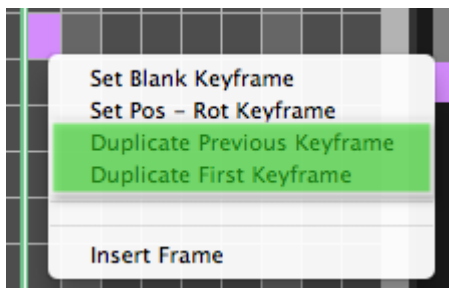 Set Blank Keyframe
Set Pos – Rot Keyframe
Duplicate Previous Keyframe
Duplicate First Keyframe
Insert Frame